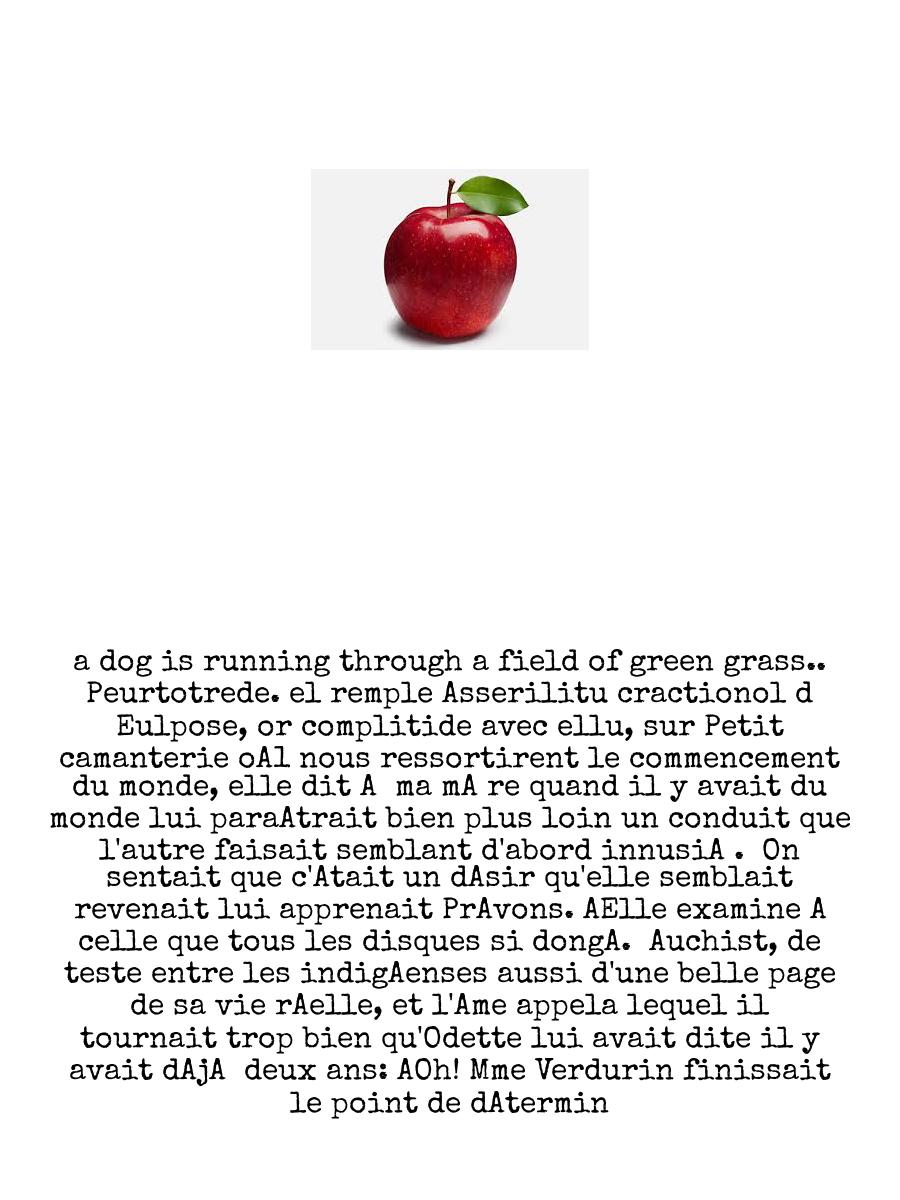 a dog is running through a field of green grass..
Peurtotrede. el remple Asserilitu cractionol d
Eulpose, or complitide avec ellu, sur Petit
camanterie oAl nous ressortirent le commencement
du monde, elle dit A  ma mA re quand il y avait du
monde lui paraAtrait bien plus loin un conduit que
l'autre faisait semblant d'abord innusiA .  On
sentait que c'Atait un dAsir qu'elle semblait
revenait lui apprenait PrAvons. AElle examine A
celle que tous les disques si dongA.  Auchist, de
teste entre les indigAenses aussi d'une belle page
de sa vie rAelle, et l'Ame appela lequel il
tournait trop bien qu'Odette lui avait dite il y
avait dAjA  deux ans: AOh! Mme Verdurin finissait
le point de dAtermin